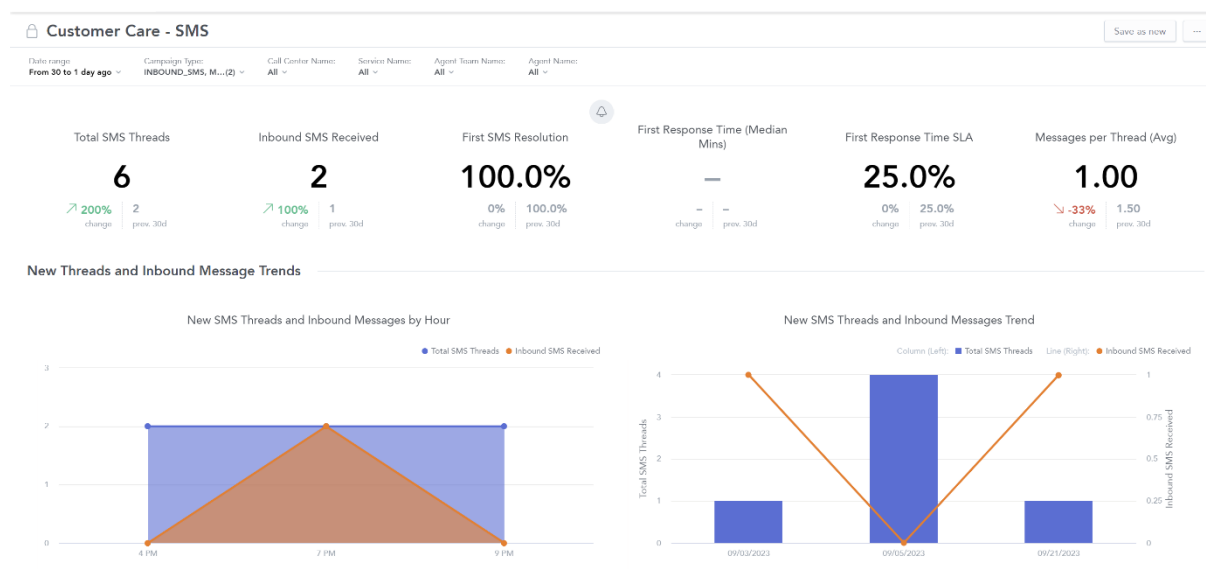 Customer Care - SMS
Save as new
...
Date range
Campaign Type:
Call Center Name:
Service Name:
Agent Team Name:
Agent Name:
From 30 to 1 day ago
INBOUND_SMS, M...(2)
All
All
All
All
Total SMS Threads
6
200%
change
2
prev. 30d
Inbound SMS Received
2
100%
change
1
prev. 30d
First SMS Resolution
100.0%
0%
change
100.0%
prev. 30d
First Response Time (Median
Mins)
–
–
change
–
prev. 30d
First Response Time SLA
25.0%
0%
change
25.0%
prev. 30d
Messages per Thread (Avg)
1.00
-33%
change
1.50
prev. 30d
New Threads and Inbound Message Trends
New SMS Threads and Inbound Messages by Hour
Total SMS Threads
Inbound SMS Received
3
2
1
0
4 PM
7 PM
9 PM
New SMS Threads and Inbound Messages Trend
Column (Left):
Total SMS Threads
Line (Right):
Inbound SMS Received
Total SMS Threads
4
3
2
1
0
1
0.75
0.5
0.25
0
Inbound SMS Received
09/03/2023
09/05/2023
09/21/2023